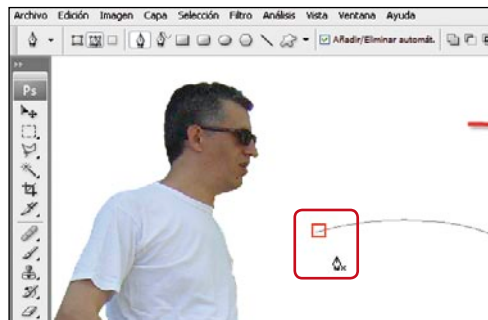 Archivo Edición Imagen Capa Selección Filtro Análisis Vista Ventana Ayuda
Añadir/Eliminar automát.
Ps